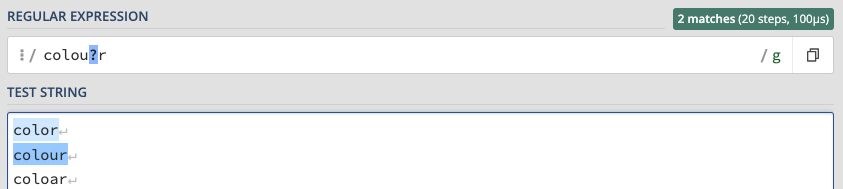 REGULAR EXPRESSION
2 matches (20 steps, 100µs)
/ colou?r / g
TEST STRING
color↵
colour↵
coloar↵